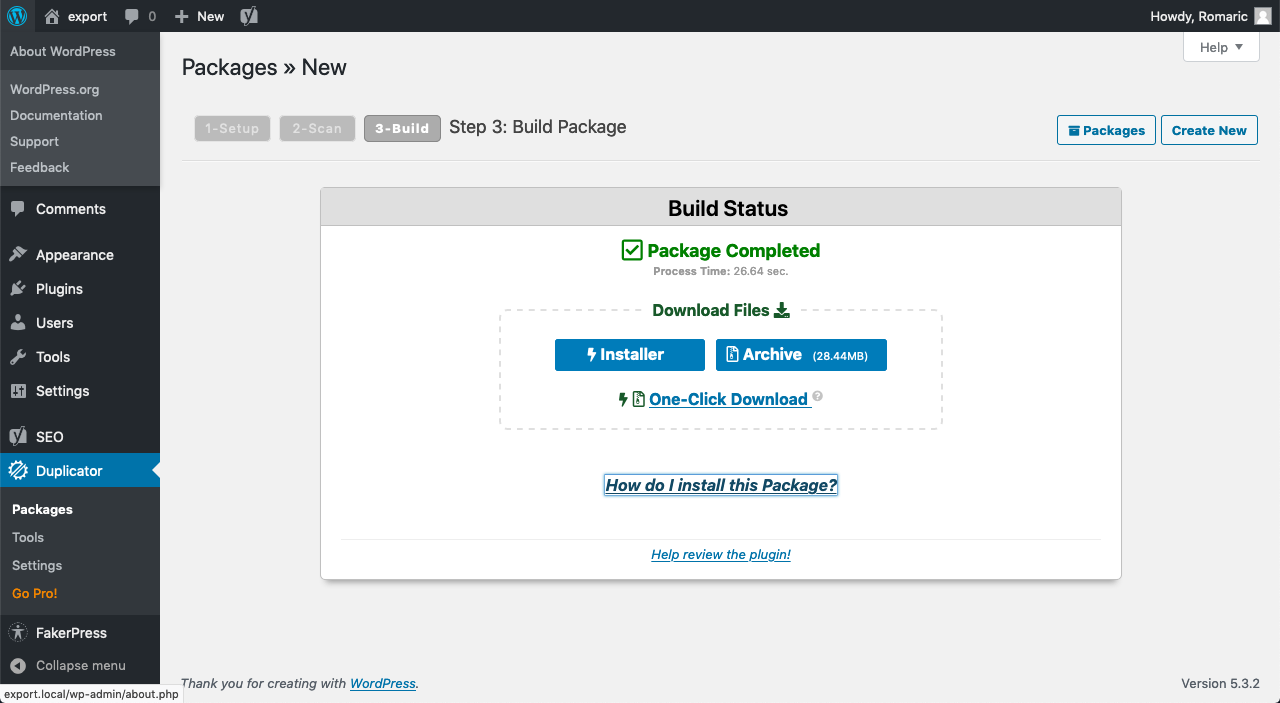 export 0 New Howdy, Romaric
About WordPress
WordPress.org
Documentation
Support
Feedback
Comments
Appearance
Plugins
Users
Tools
Settings
SEO
Duplicator
Packages
Tools
Settings
Go Pro!
FakerPress
Collapse menu
export.local/wp-admin/about.php
Help
Packages » New
1-Setup 2-Scan 3-Build Step 3: Build Package Packages Create New
Build Status
Package Completed
Process Time: 26.64 sec.
Download Files
Installer Archive (28.44MB)
One-Click Download ?
How do I install this Package?
Help review the plugin!
Thank you for creating with WordPress. Version 5.3.2